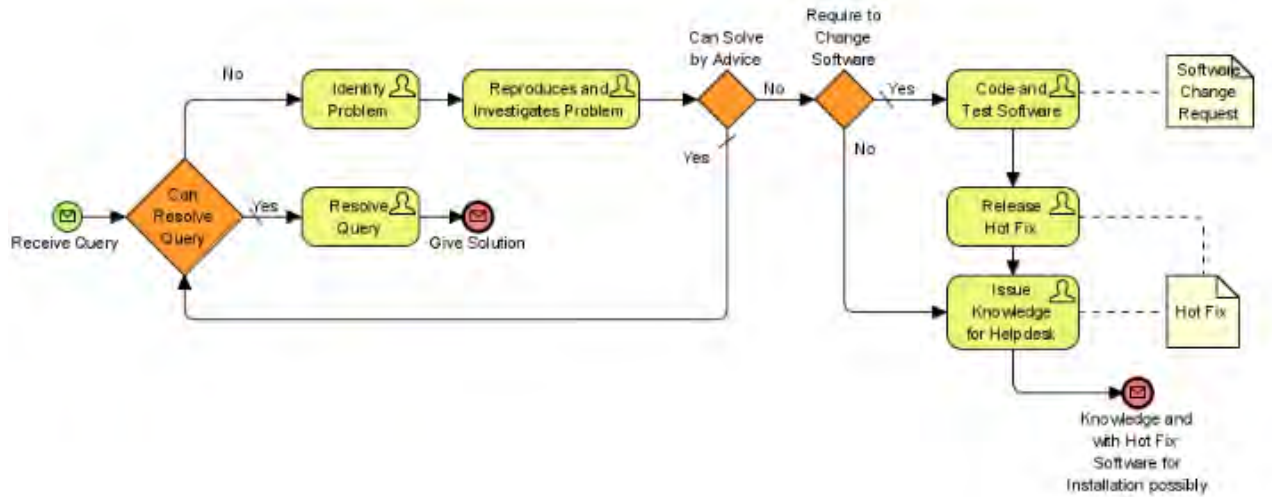 Require to
Change
Software
Can Solve
by Advice
No
Identify
Problem
Reproduces and
Investigates Problem
No
Yes
Code and
Test Software
Software
Change
Request
Yes
No
Can
Resolve
Query
Yes
Resolve
Query
Release
Hot Fix
Receive Query
Give Solution
Issue
Knowledge
for Helpdesk
Hot Fix
Knowledge and
with Hot Fix
Software for
Installation possibly